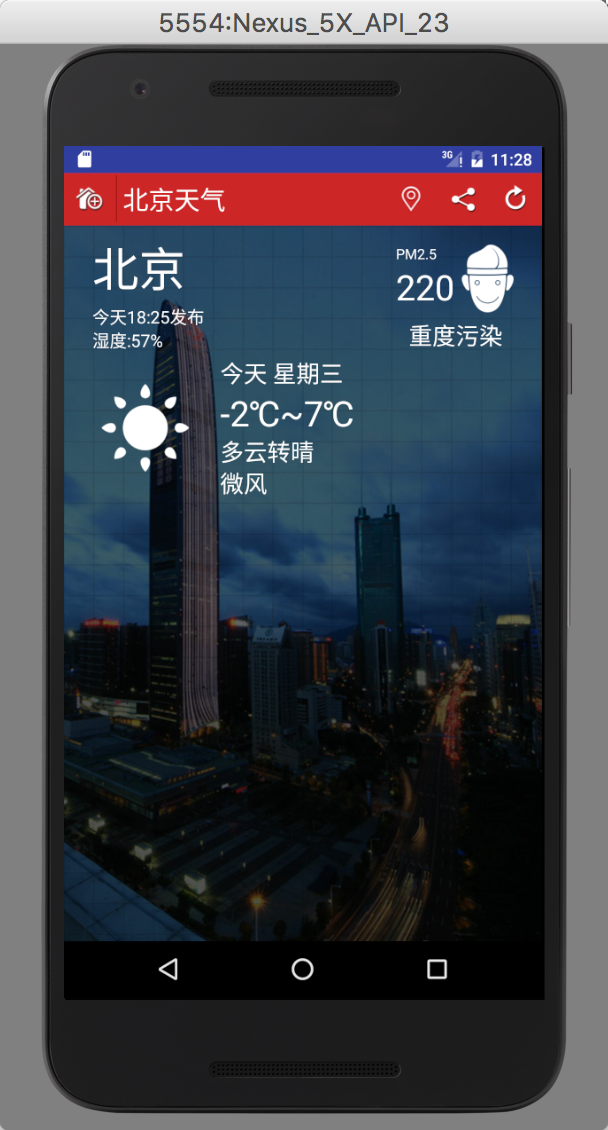 5554:Nexus_5X_API_23
3G 11:28
北京天气
北京
今天18:25发布
湿度:57%
PM2.5
220
重度污染
今天 星期三
-2℃~7℃
多云转晴
微风